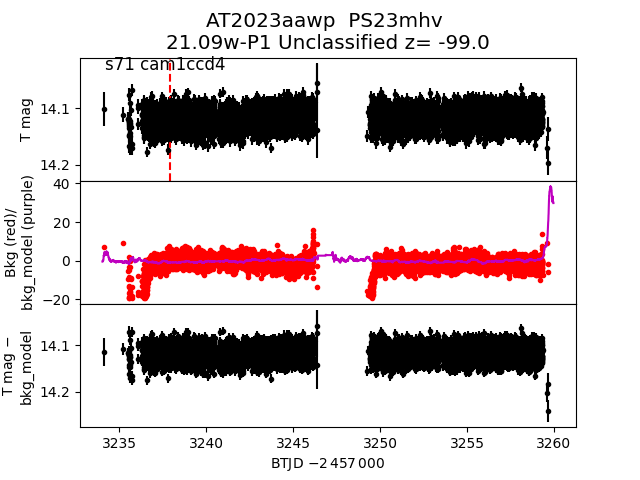 AT2023aawp  PS23mhv
21.09w-P1 Unclassified z= -99.0
s71 cam1ccd4
T mag
14.1
14.2
Bkg (red)/
bkg_model (purple)
40
20
0
−20
T mag −
bkg_model
14.1
14.2
3235
3240
3245
3250
3255
3260
BTJD −2 457 000